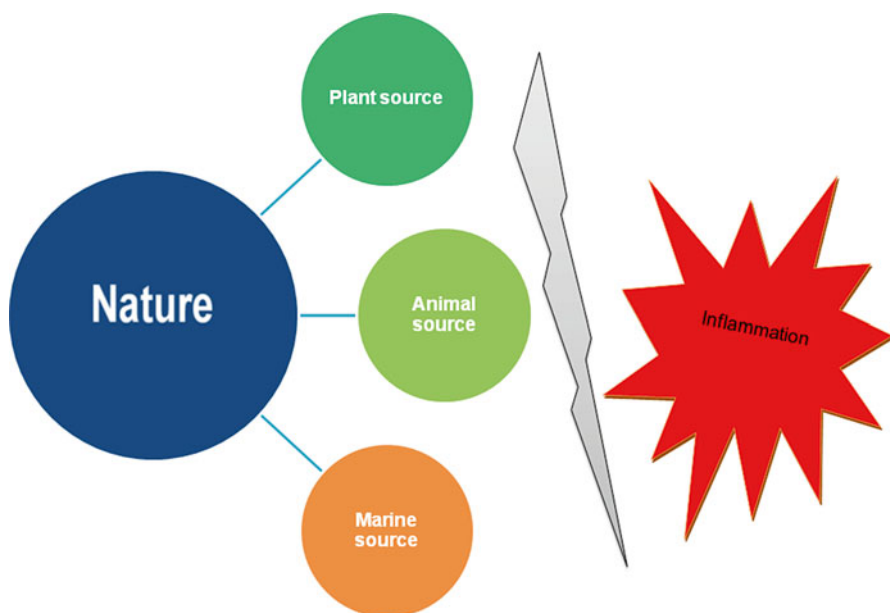 Plant source
Nature
Animal
source
Inflammation
Marine
source